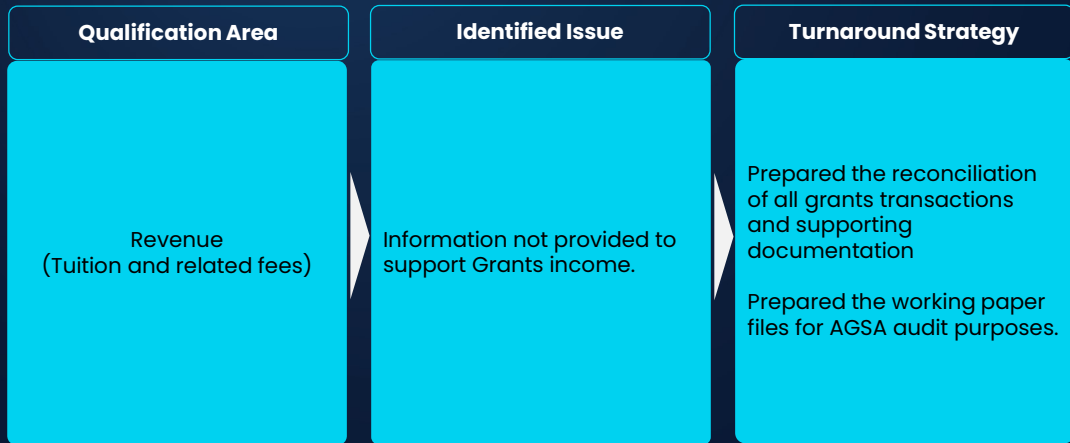 Qualification Area
Identified Issue
Turnaround Strategy
Revenue
(Tuition and related fees)
Information not provided to
support Grants income.
Prepared the reconciliation
of all grants transactions
and supporting
documentation
Prepared the working paper
files for AGSA audit purposes.